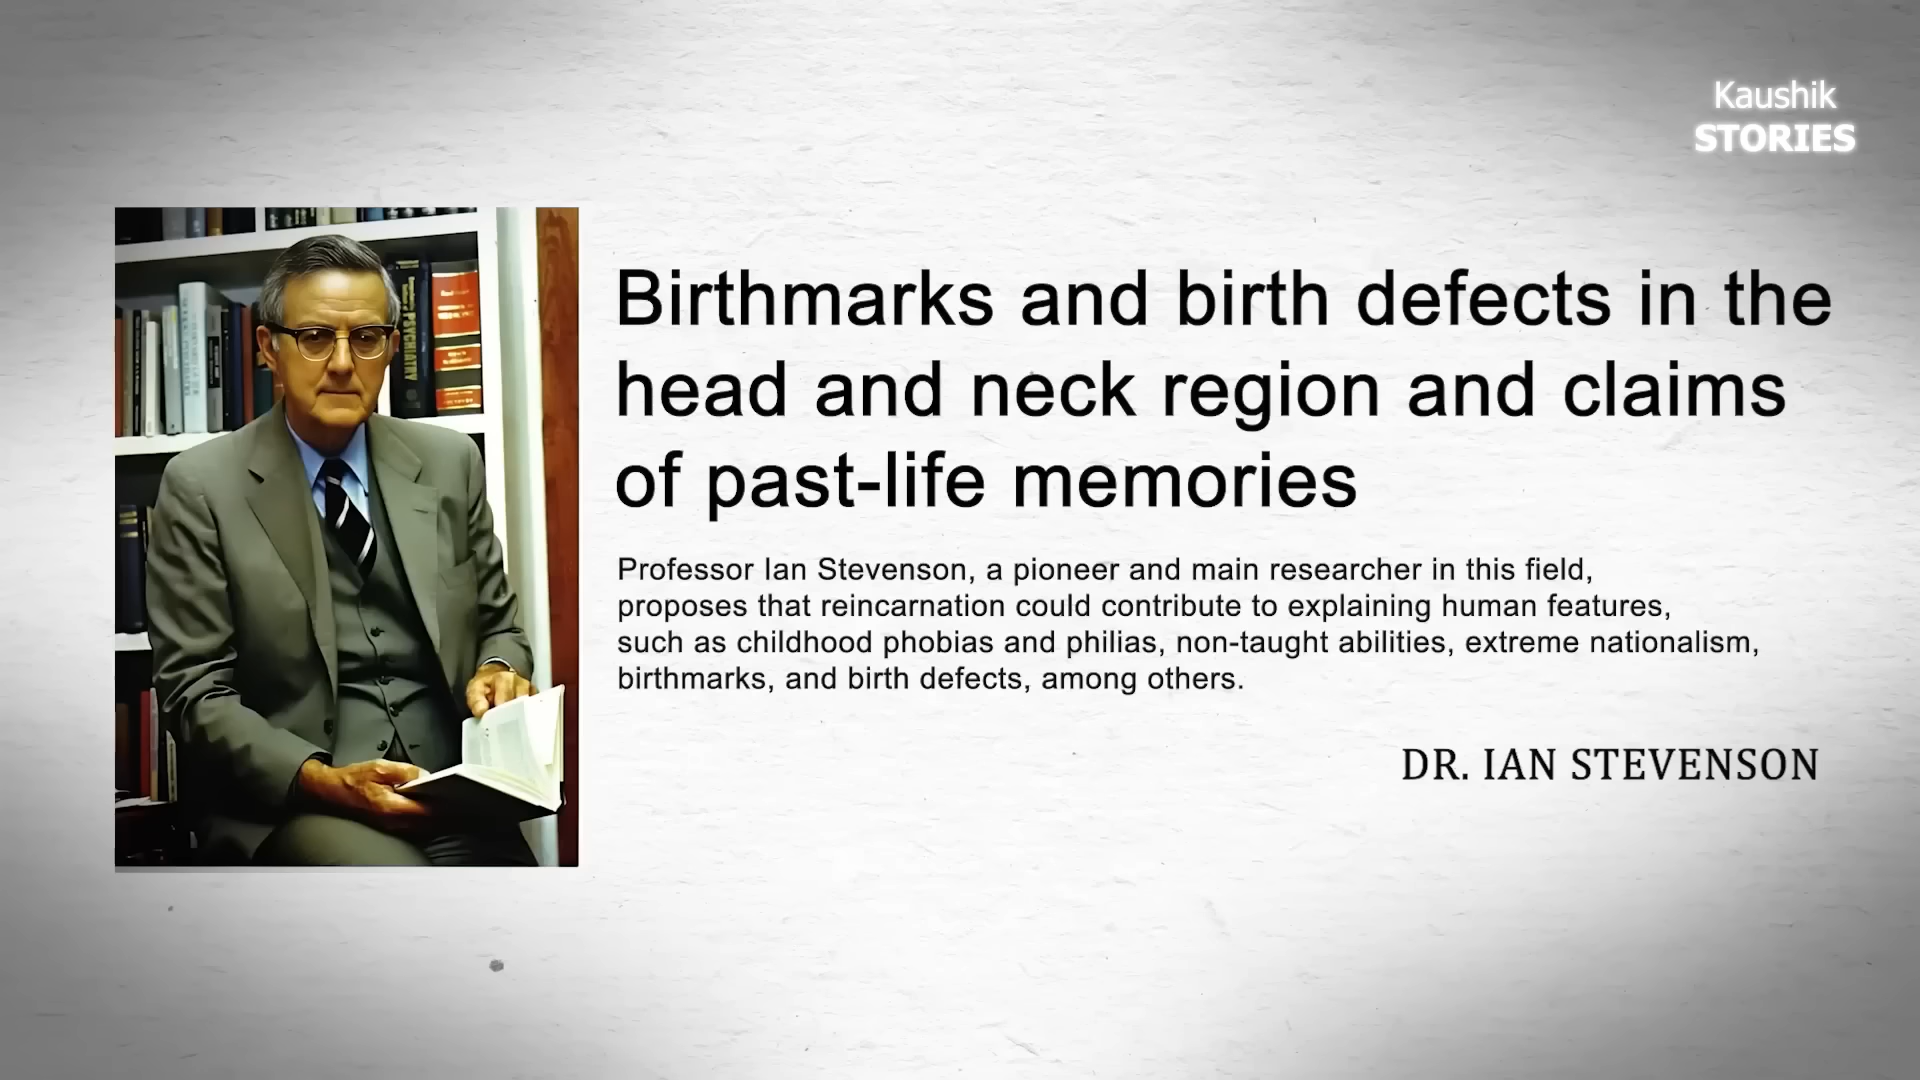 Kaushik
STORIES
Birthmarks and birth defects in the
head and neck region and claims
of past-life memories
Professor Ian Stevenson, a pioneer and main researcher in this field,
proposes that reincarnation could contribute to explaining human features,
such as childhood phobias and philias, non-taught abilities, extreme nationalism,
birthmarks, and birth defects, among others.
DR. IAN STEVENSON
PSYCHIATRY